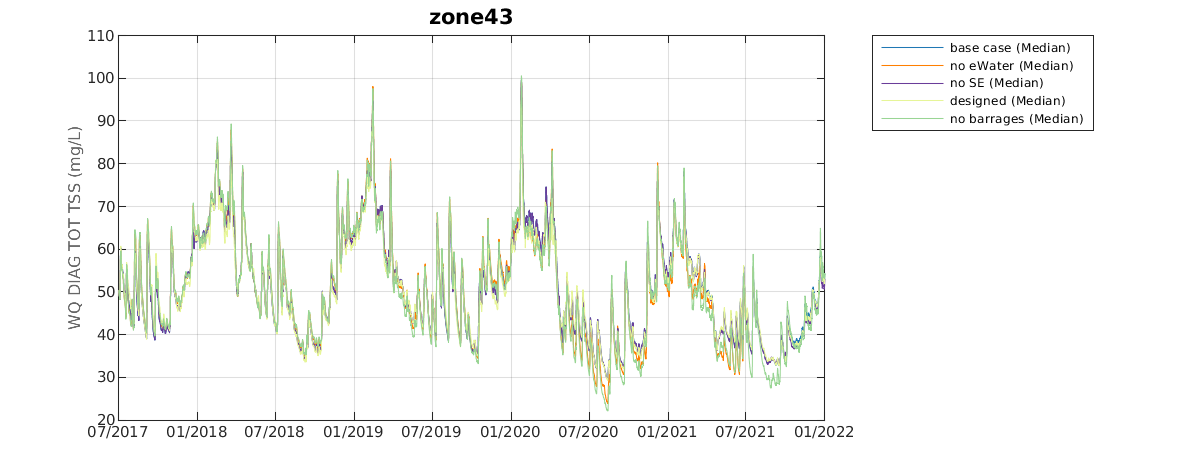 zone43
WQ DIAG TOT TSS (mg/L)
110
100
90
80
70
60
50
40
30
20
07/2017 01/2018 07/2018 01/2019 07/2019 01/2020 07/2020 01/2021 07/2021 01/2022
base case (Median)
no eWater (Median)
no SE (Median)
designed (Median)
no barrages (Median)